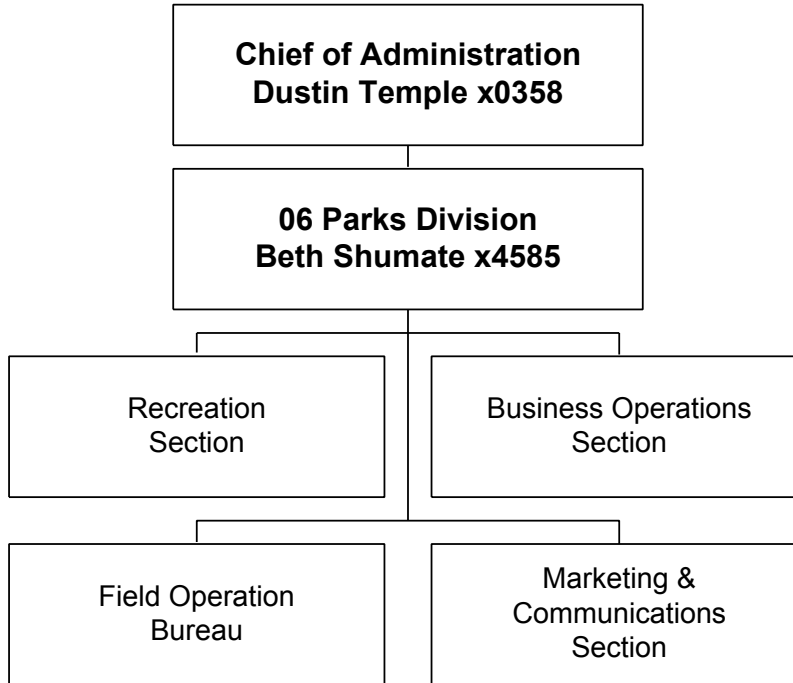 Chief of Administration
Dustin Temple x0358
06 Parks Division
Beth Shumate x4585
Recreation
Section
Business Operations
Section
Field Operation
Bureau
Marketing &
Communications
Section